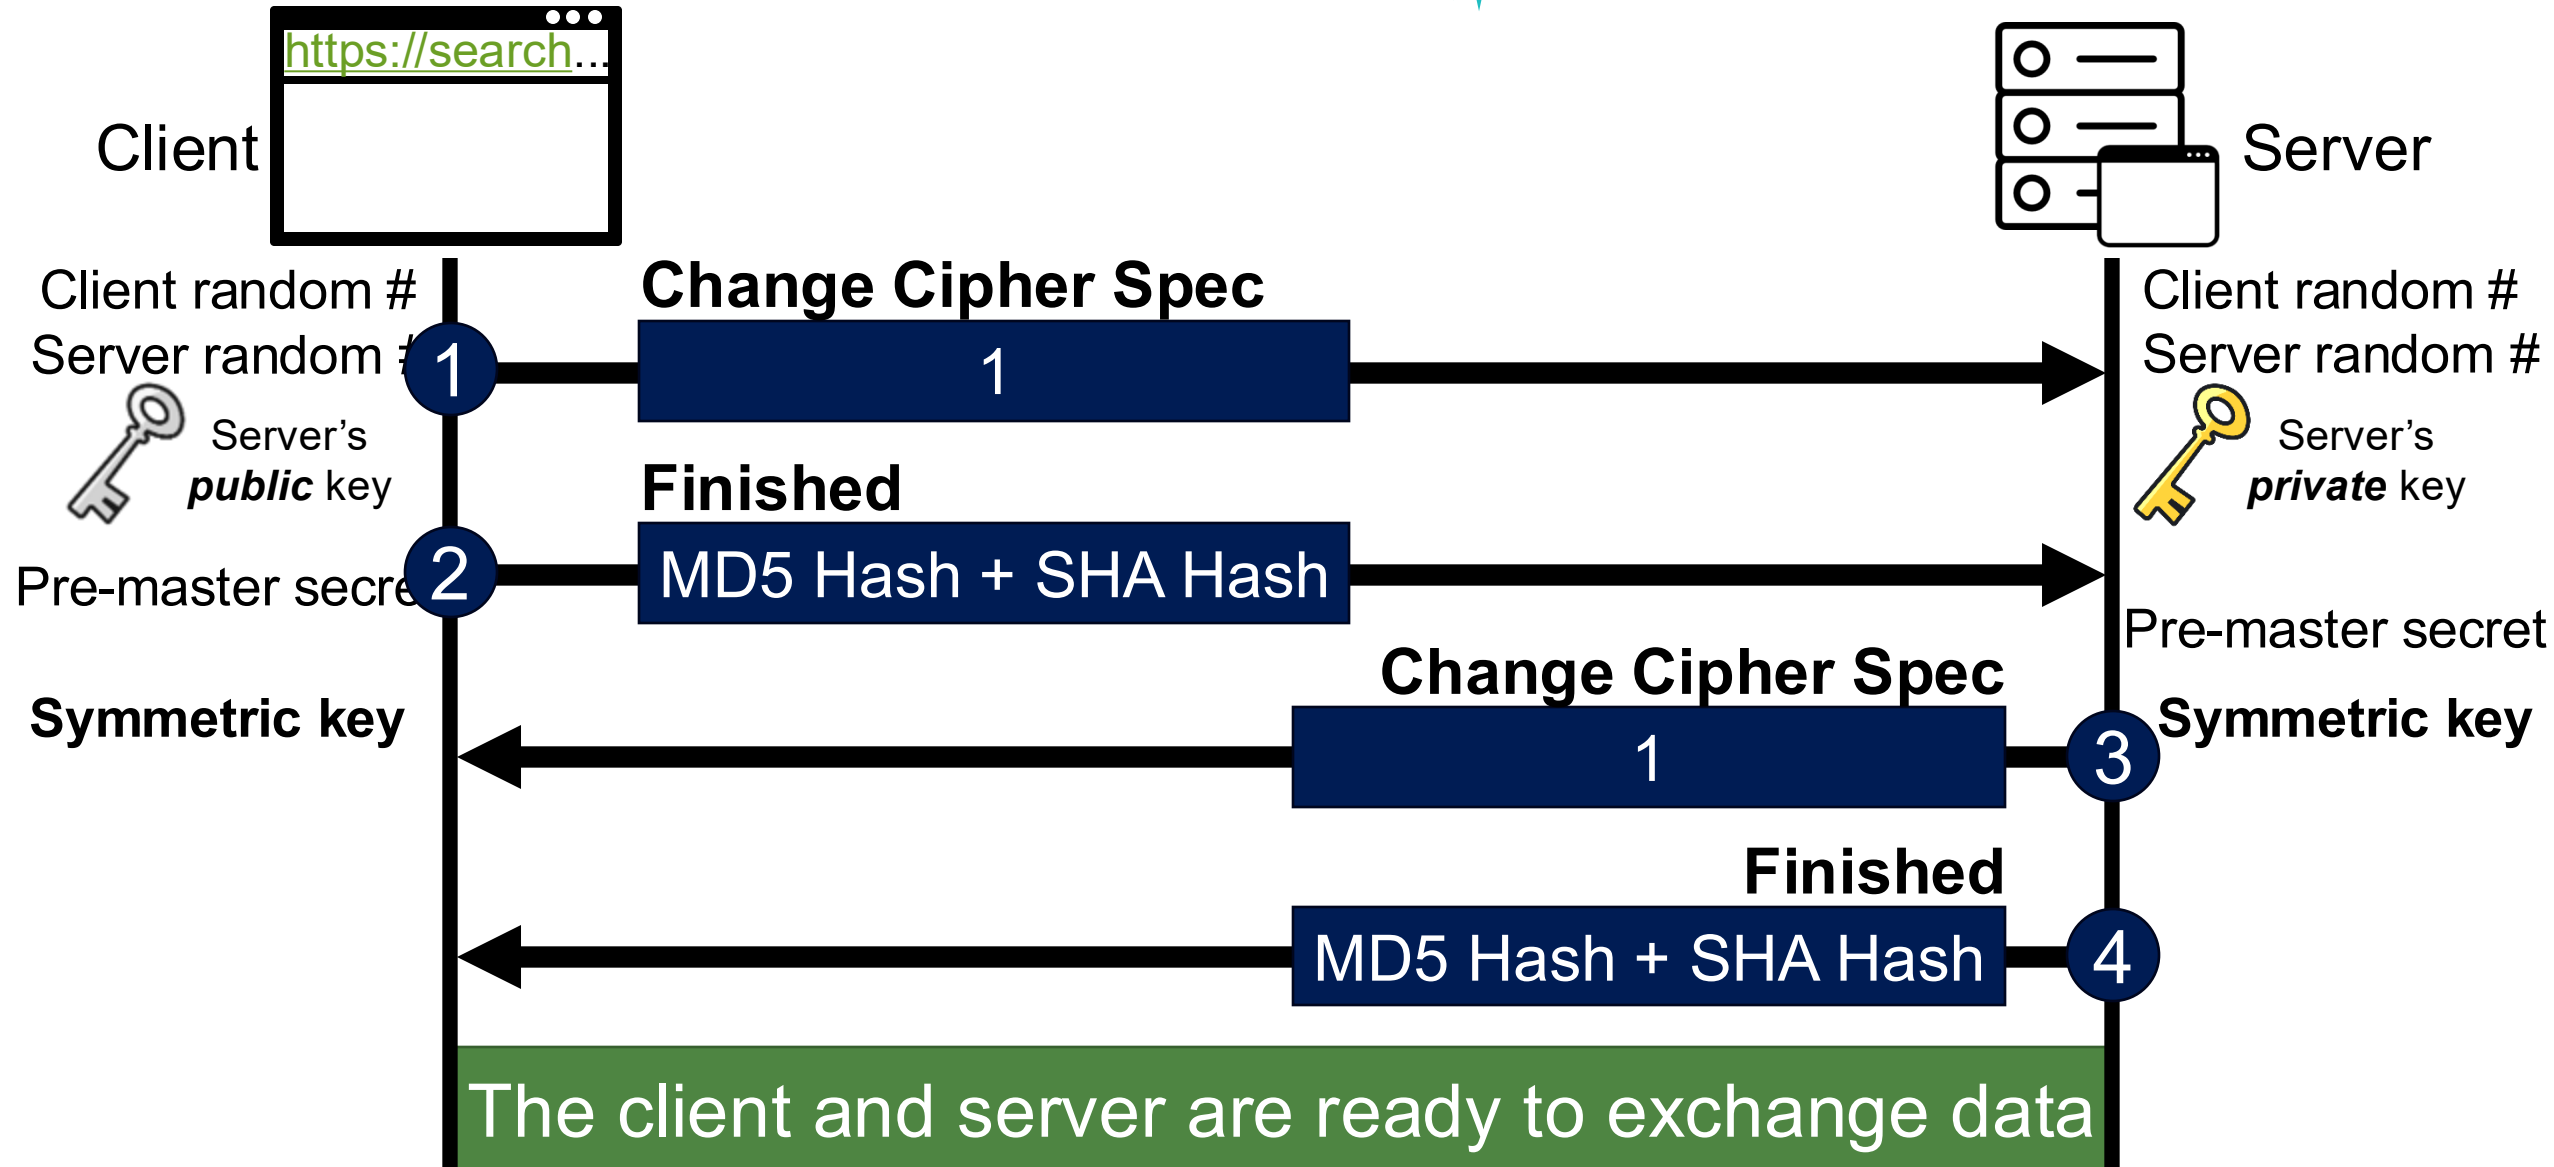 https://search...
Client
Server
Client random #
Server random #
Server's
public key
Pre-master secre
Symmetric key
Change Cipher Spec
1
1
Finished
2
MD5 Hash + SHA Hash
Change Cipher Spec
1
3
Finished
MD5 Hash + SHA Hash
4
Client random #
Server random #
Server's
private key
Pre-master secret
Symmetric key
The client and server are ready to exchange data